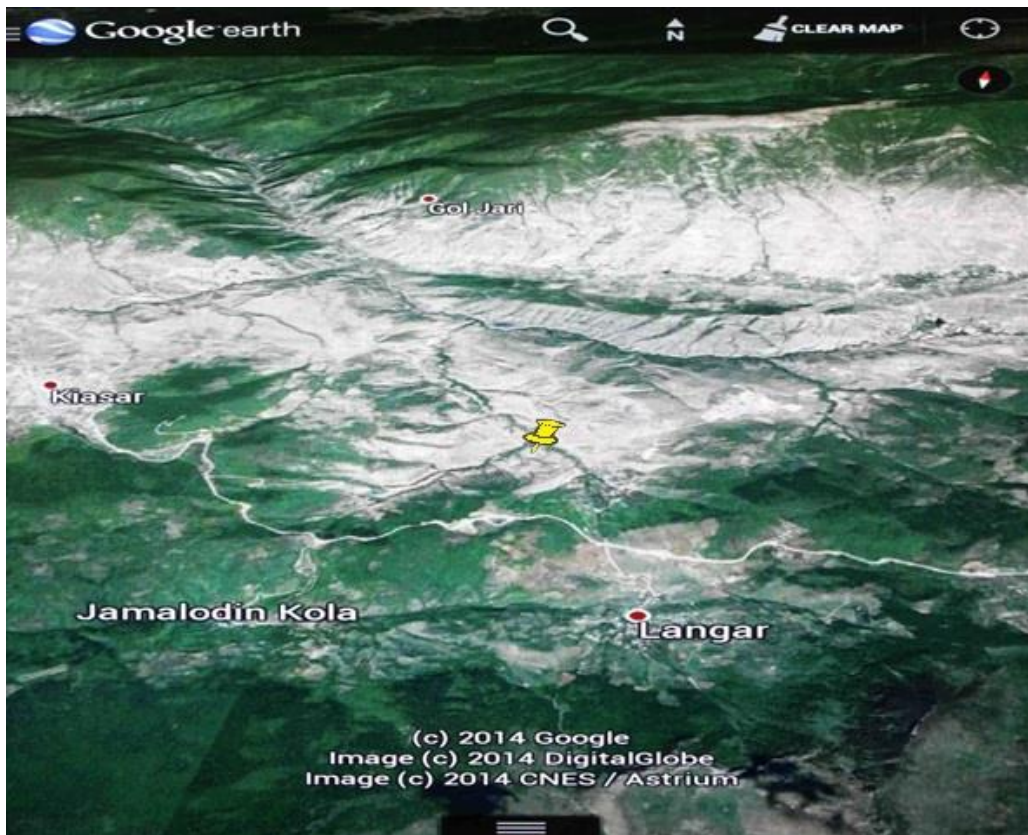 Google earth
N
CLEAR MAP
Gol Jari
Kiasar
Jamalodin Kola
Langar
(c) 2014 Google
Image (c) 2014 DigitalGlobe
Image (c) 2014 CNES / Astrium